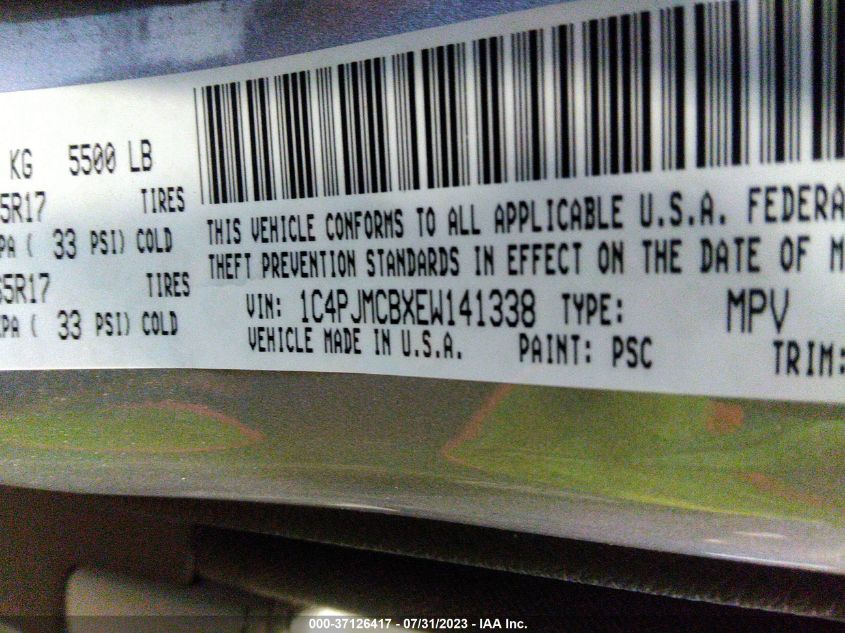 KG 5500 LB
5R17 TIRES
PA ( 33 PSI) COLD
5R17 TIRES
PA ( 33 PSI) COLD
THIS VEHICLE CONFORMS TO ALL APPLICABLE U.S.A. FEDERA
THEFT PREVENTION STANDARDS IN EFFECT ON THE DATE OF M
VIN: 1C4PJMCBXEW141338 TYPE: MPV
VEHICLE MADE IN U.S.A. PAINT: PSC TRIM:
000-37126417 - 07/31/2023 - IAA Inc.